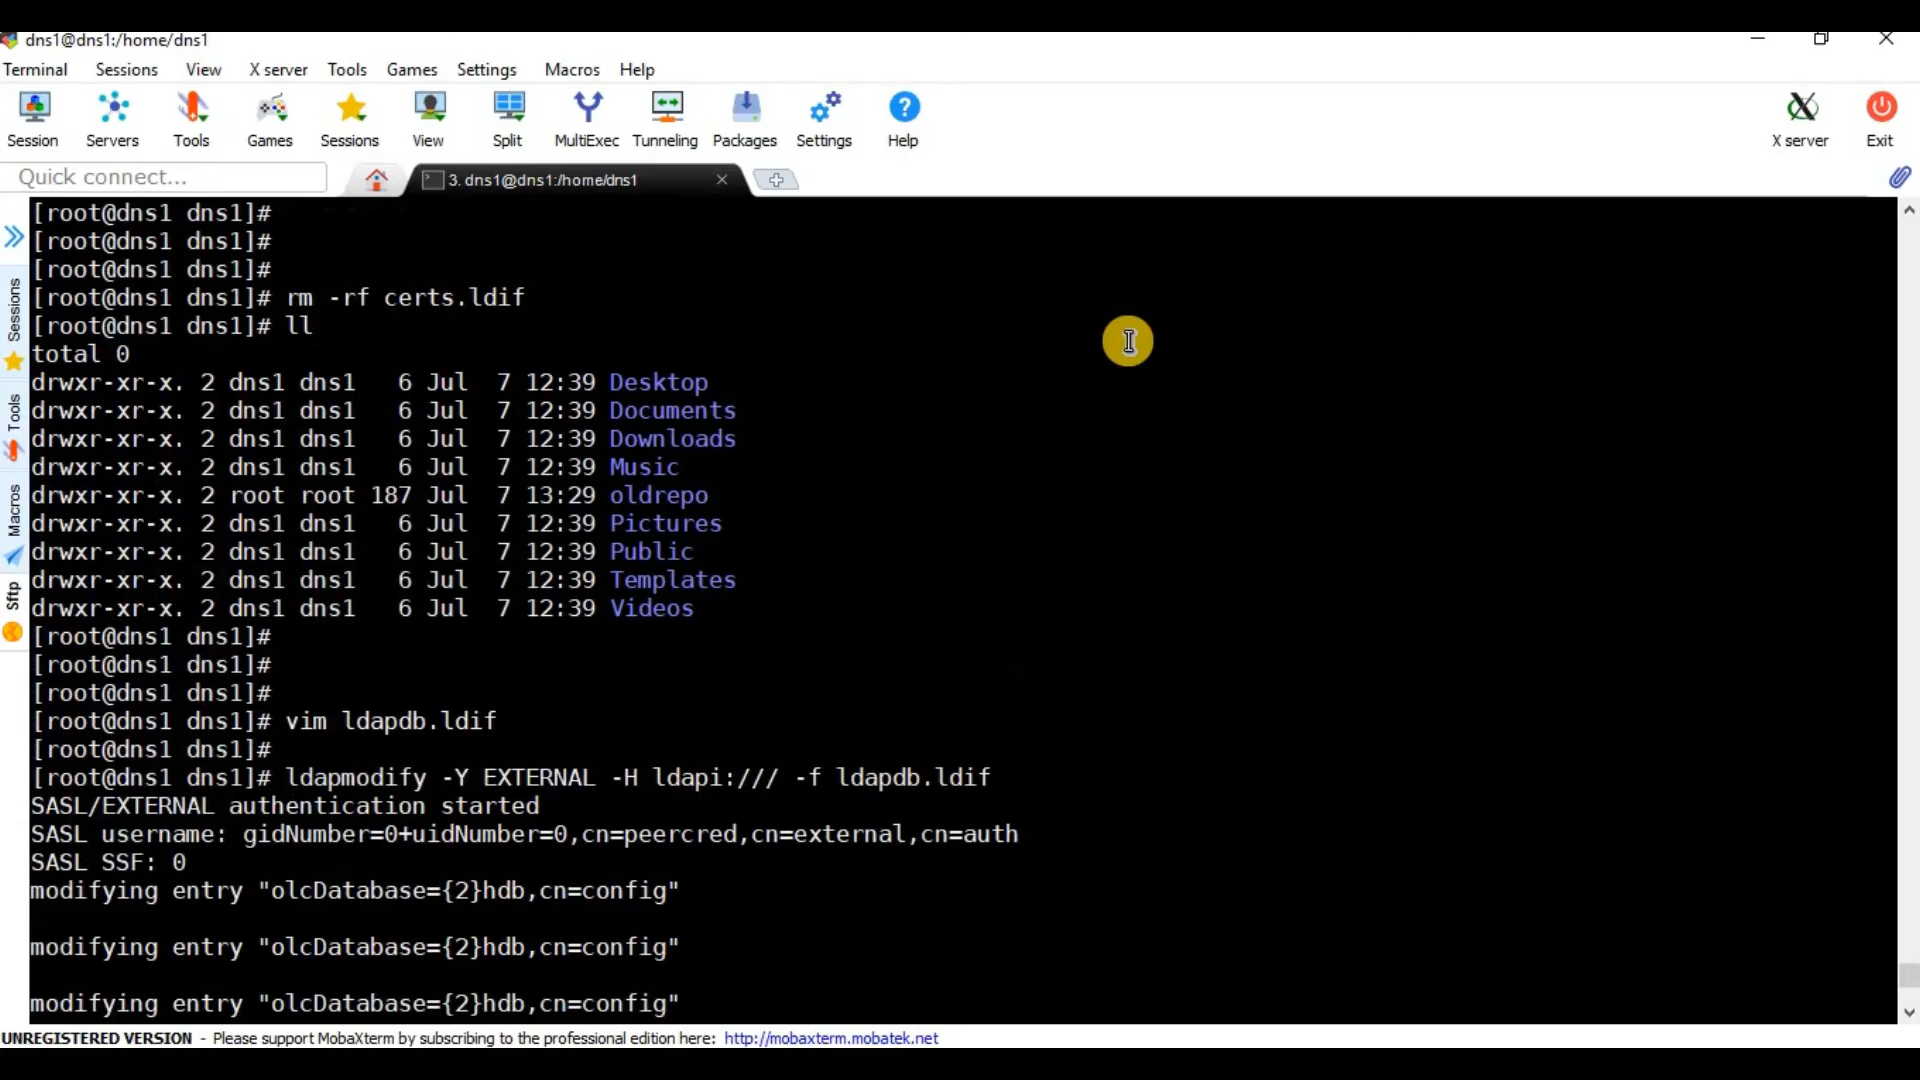 dns1@dns1:/home/dns1
Terminal Sessions View X server Tools Games Settings Macros Help
Session Servers Tools Games Sessions View Split MultiExec Tunneling Packages Settings Help X server Exit
Quick connect... 3. dns1@dns1:/home/dns1
Sessions
Tools
Macros
Sftp
[root@dns1 dns1]#
[root@dns1 dns1]#
[root@dns1 dns1]#
[root@dns1 dns1]# rm -rf certs.ldif
[root@dns1 dns1]# ll
total 0
drwxr-xr-x. 2 dns1 dns1   6 Jul  7 12:39 Desktop
drwxr-xr-x. 2 dns1 dns1   6 Jul  7 12:39 Documents
drwxr-xr-x. 2 dns1 dns1   6 Jul  7 12:39 Downloads
drwxr-xr-x. 2 dns1 dns1   6 Jul  7 12:39 Music
drwxr-xr-x. 2 root root 187 Jul  7 13:29 oldrepo
drwxr-xr-x. 2 dns1 dns1   6 Jul  7 12:39 Pictures
drwxr-xr-x. 2 dns1 dns1   6 Jul  7 12:39 Public
drwxr-xr-x. 2 dns1 dns1   6 Jul  7 12:39 Templates
drwxr-xr-x. 2 dns1 dns1   6 Jul  7 12:39 Videos
[root@dns1 dns1]#
[root@dns1 dns1]#
[root@dns1 dns1]#
[root@dns1 dns1]# vim ldapdb.ldif
[root@dns1 dns1]#
[root@dns1 dns1]# ldapmodify -Y EXTERNAL -H ldapi:/// -f ldapdb.ldif
SASL/EXTERNAL authentication started
SASL username: gidNumber=0+uidNumber=0,cn=peercred,cn=external,cn=auth
SASL SSF: 0
modifying entry "olcDatabase={2}hdb,cn=config"
modifying entry "olcDatabase={2}hdb,cn=config"
modifying entry "olcDatabase={2}hdb,cn=config"
UNREGISTERED VERSION - Please support MobaXterm by subscribing to the professional edition here: http://mobaxterm.mobatek.net